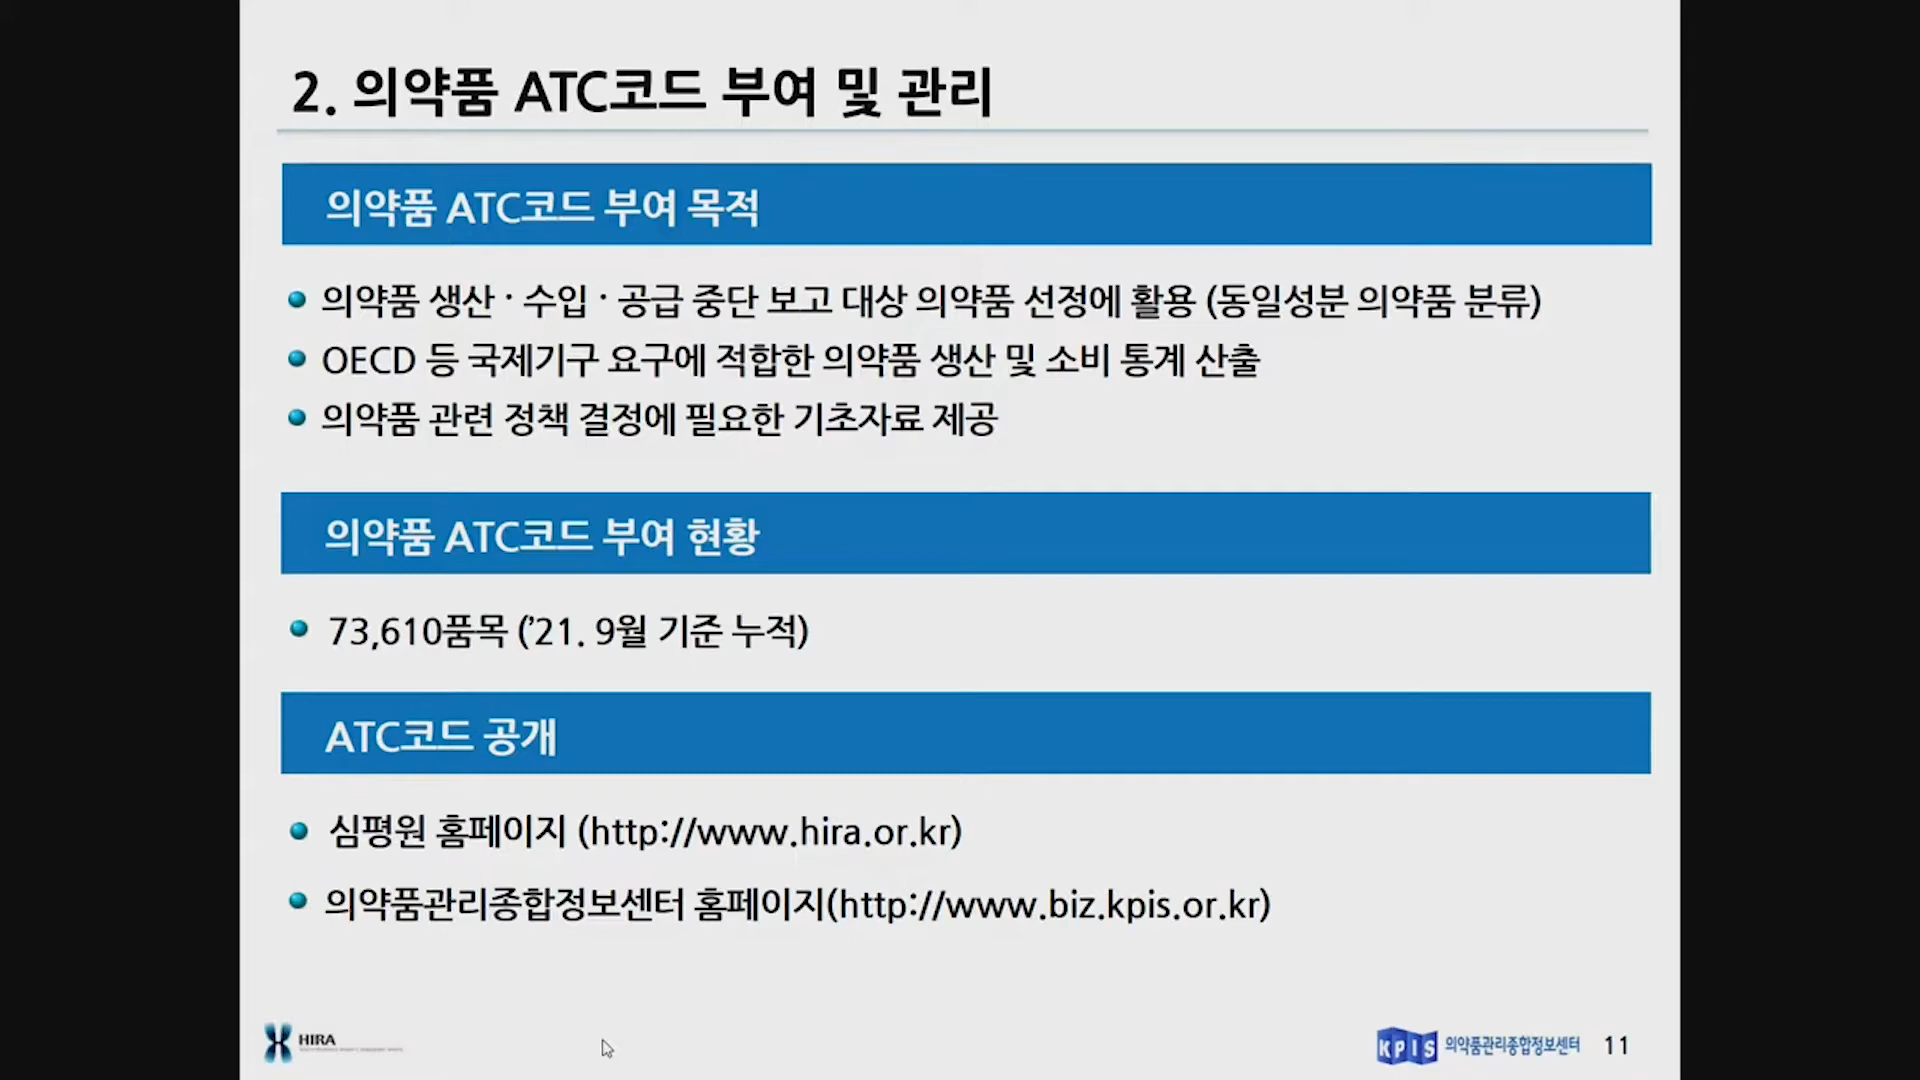 2. 의약품 ATC코드 부여 및 관리
의약품 ATC코드 부여 목적
의약품 생산 · 수입 · 공급 중단 보고 대상 의약품 선정에 활용 (동일성분 의약품 분류)
OECD 등 국제기구 요구에 적합한 의약품 생산 및 소비 통계 산출
의약품 관련 정책 결정에 필요한 기초자료 제공
의약품 ATC코드 부여 현황
73,610품목 (’21. 9월 기준 누적)
ATC코드 공개
심평원 홈페이지 (http://www.hira.or.kr)
의약품관리종합정보센터 홈페이지(http://www.biz.kpis.or.kr)
HIRA
KPIS 의약품관리종합정보센터 11